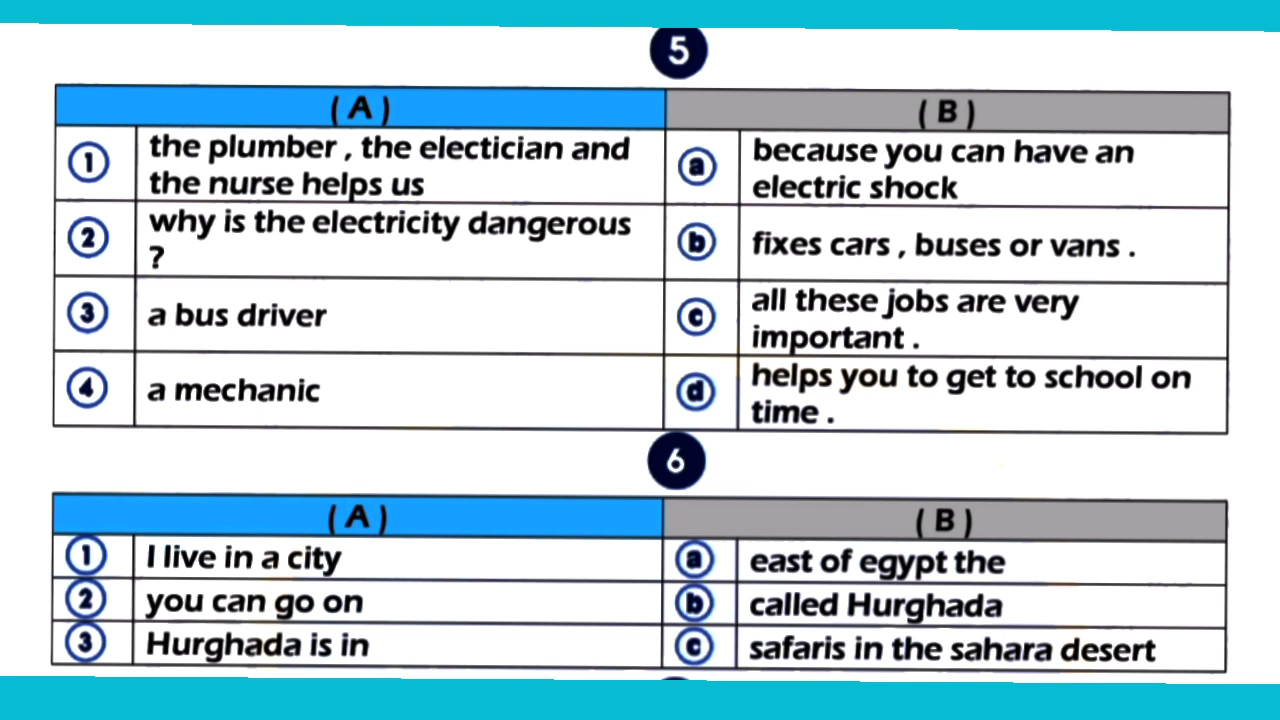 5
( A )
( B )
1
the plumber , the electician and
the nurse helps us
a
because you can have an
electric shock
2
why is the electricity dangerous
?
b
fixes cars , buses or vans .
3
a bus driver
c
all these jobs are very
important .
4
a mechanic
d
helps you to get to school on
time .
6
( A )
( B )
1
I live in a city
a
east of egypt the
2
you can go on
b
called Hurghada
3
Hurghada is in
c
safaris in the sahara desert